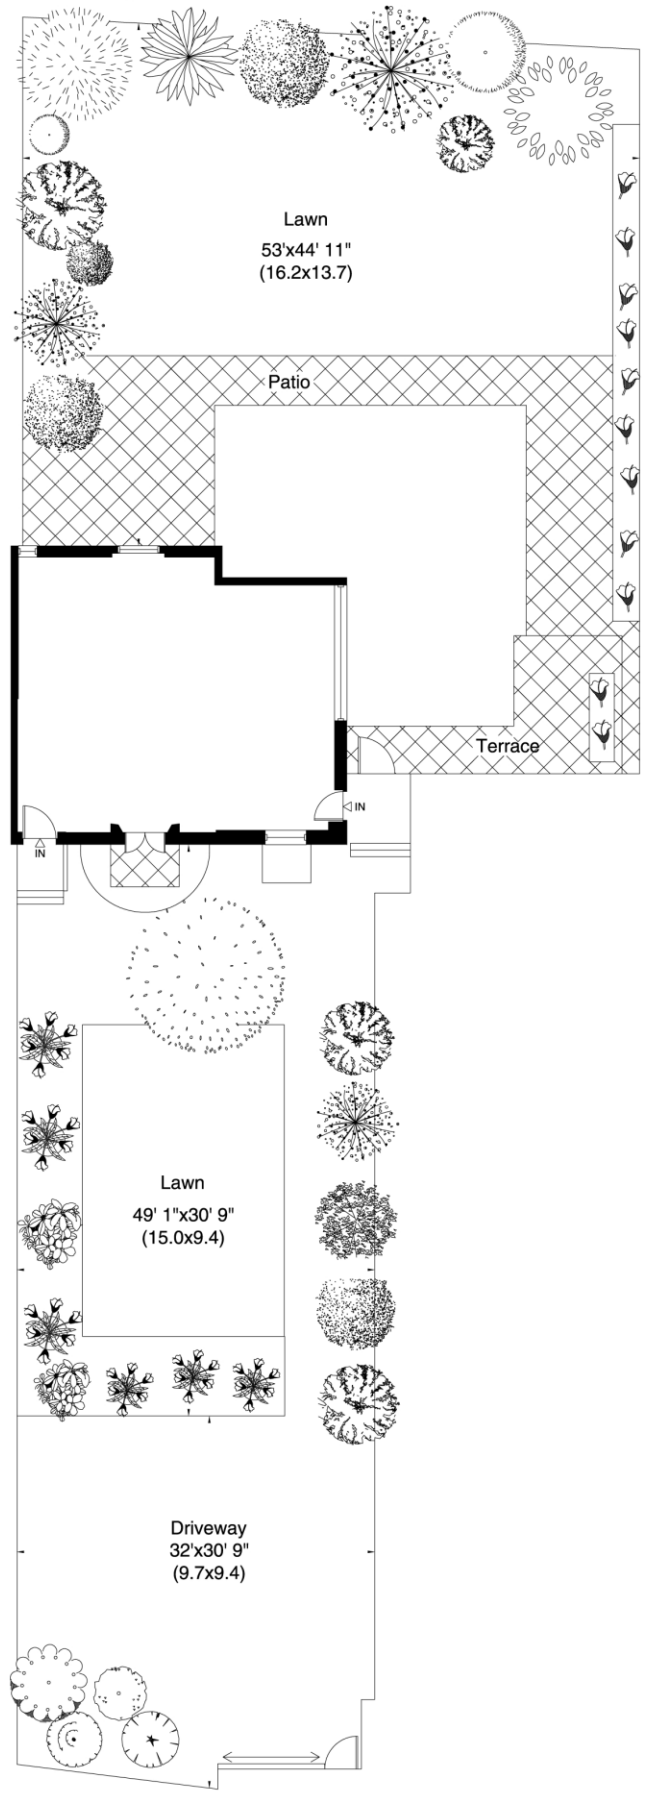 Lawn
53'x44' 11"
(16.2x13.7)
Patio
Terrace
IN
IN
Lawn
49' 1"x30' 9"
(15.0x9.4)
Driveway
32'x30' 9"
(9.7x9.4)